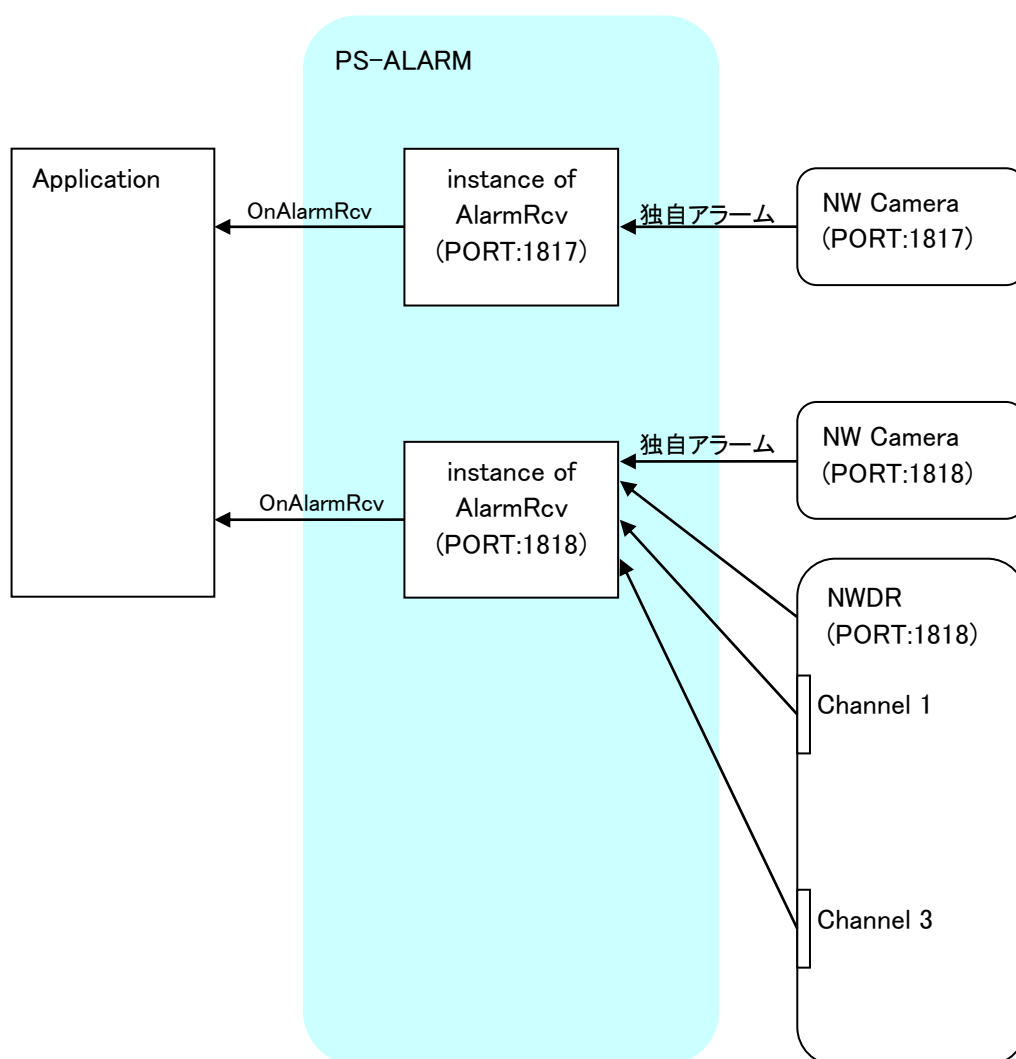 PS-ALARM
Application
instance of
AlarmRcv
(PORT:1817)
OnAlarmRcv
独自アラーム
NW Camera
(PORT:1817)
instance of
AlarmRcv
(PORT:1818)
OnAlarmRcv
独自アラーム
NW Camera
(PORT:1818)
NWDR
(PORT:1818)
Channel 1
Channel 3